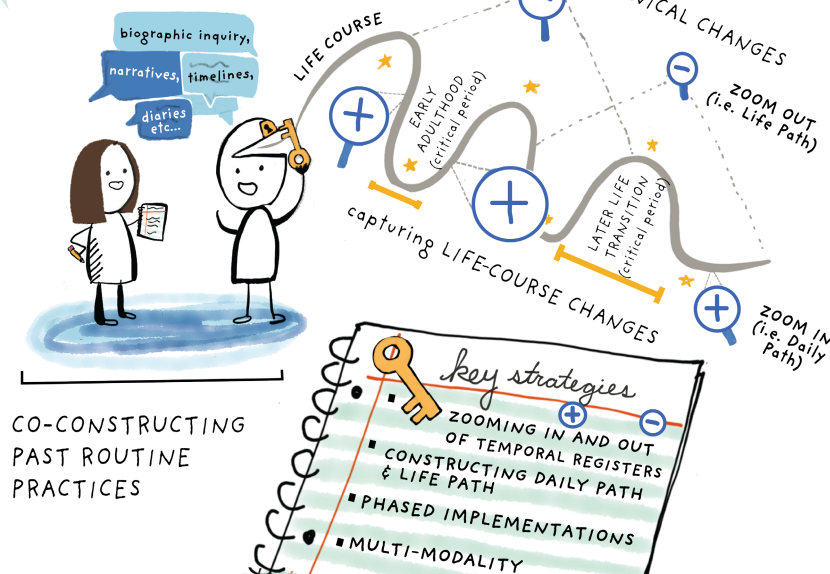 biographic inquiry,
narratives,
timelines,
diaries
etc...
LIFE COURSE
EARLY
ADULTHOOD
(critical period)
CHANGES
ZOOM OUT
(i.e. Life Path)
LATER LIFE
TRANSITION
(critical period)
capturing LIFE-COURSE CHANGES
ZOOM IN
(i.e. Daily
Path)
CO-CONSTRUCTING
PAST ROUTINE
PRACTICES
key strategies
▪ ZOOMING IN AND OUT
OF TEMPORAL REGISTERS
▪ CONSTRUCTING DAILY PATH
& LIFE PATH
▪ PHASED IMPLEMENTATIONS
▪ MULTI-MODALITY